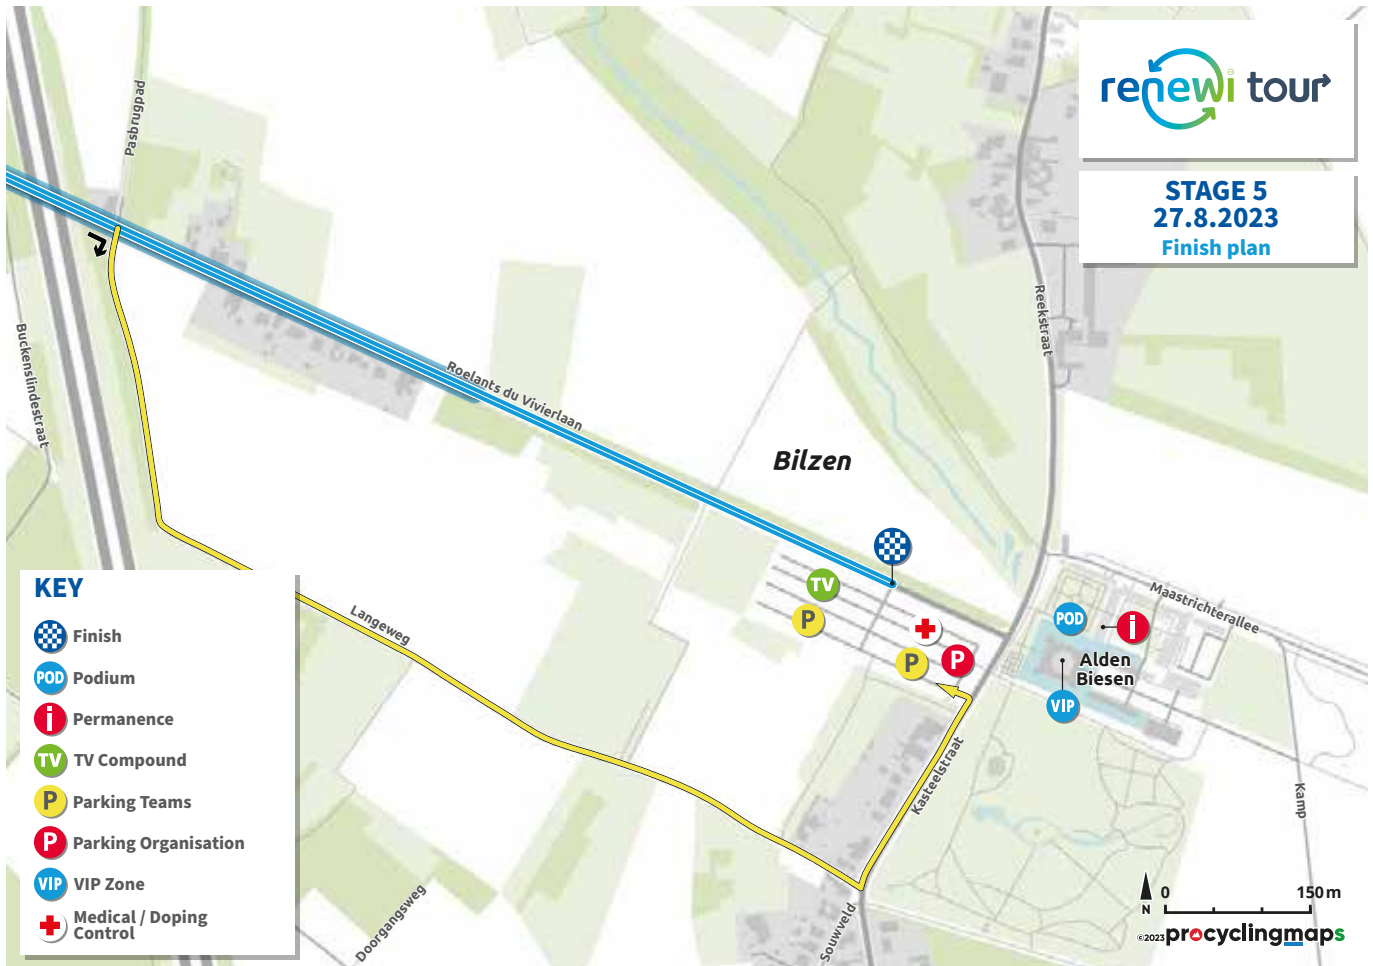 renewi tour
STAGE 5
27.8.2023
Finish plan
Pasbrugpad
Buckenslindestraat
Roelants du Vivierlaan
Reekstraat
Bilzen
TV
P
P
P
POD
i
Maastrichterallee
Alden
Biesen
VIP
Langeweg
Kasteelstraat
Kamp
Doorgangsweg
Souwveld
KEY
Finish
POD Podium
i Permanence
TV TV Compound
P Parking Teams
P Parking Organisation
VIP VIP Zone
Medical / Doping
Control
0 150 m
N
©2023 procyclingmaps